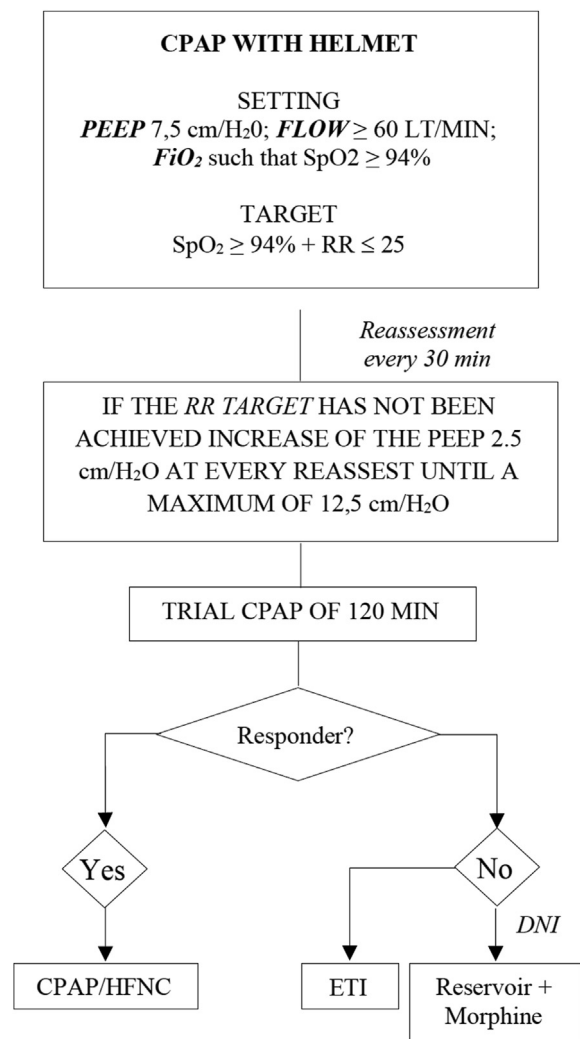 CPAP WITH HELMET
SETTING
PEEP 7,5 cm/H₂0; FLOW ≥ 60 LT/MIN;
FiO₂ such that SpO2 ≥ 94%
TARGET
SpO₂ ≥ 94% + RR ≤ 25
Reassessment
every 30 min
IF THE RR TARGET HAS NOT BEEN
ACHIEVED INCREASE OF THE PEEP 2.5
cm/H₂O AT EVERY REASSEST UNTIL A
MAXIMUM OF 12,5 cm/H₂O
TRIAL CPAP OF 120 MIN
Responder?
Yes
No
DNI
CPAP/HFNC
ETI
Reservoir +
Morphine